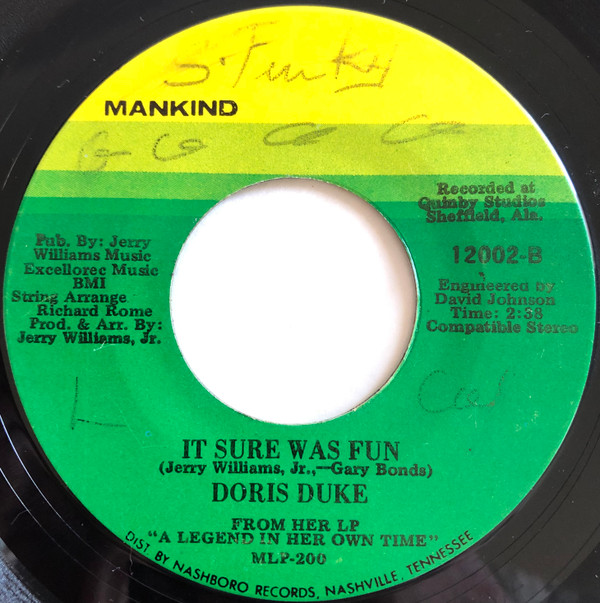 S. Funky
MANKIND
Recorded at
Quinby Studios
Sheffield, Ala.
12002-B
Engineered by
David Johnson
Time: 2:58
Compatible Stereo
Pub. By: Jerry
Williams Music
Excellorec Music
BMI
String Arrange
Richard Rome
Prod. & Arr. By:
Jerry Williams, Jr.
IT SURE WAS FUN
(Jerry Williams, Jr.,—Gary Bonds)
DORIS DUKE
FROM HER LP
"A LEGEND IN HER OWN TIME"
MLP-200
DIST BY NASHBORO RECORDS, NASHVILLE, TENNESSEE